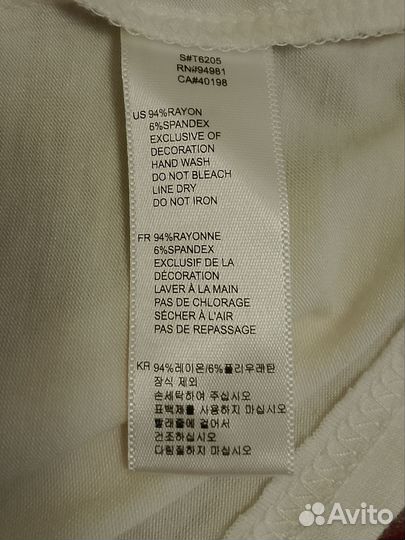 S#T6205
RN#94981
CA#40198
US 94%RAYON
6%SPANDEX
EXCLUSIVE OF
DECORATION
HAND WASH
DO NOT BLEACH
LINE DRY
DO NOT IRON
FR 94%RAYONNE
6%SPANDEX
EXCLUSIF DE LA
DÉCORATION
LAVER À LA MAIN
PAS DE CHLORAGE
SÉCHER À L'AIR
PAS DE REPASSAGE
KR 94%레이온/6%폴리우레탄
장식 제외
손세탁하여 주십시오
표백제를 사용하지 마십시오
빨래줄에 걸어서
건조하십시오
다림질하지 마십시오
Avito